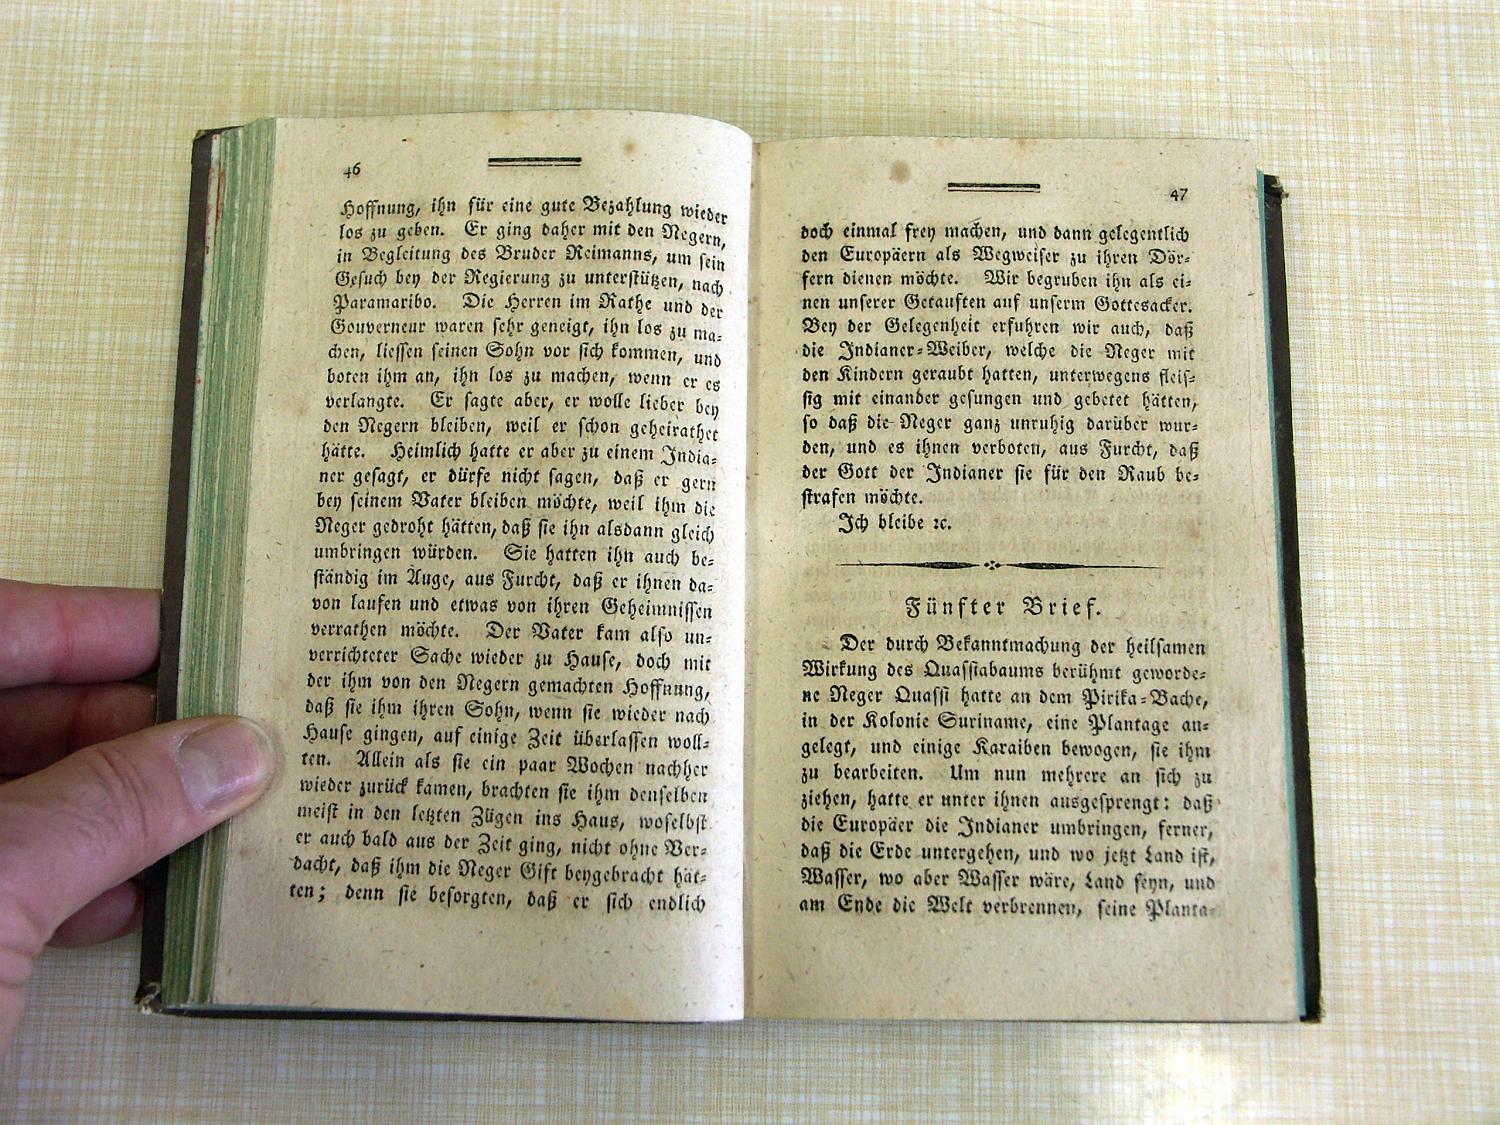 46
Hoffnung, ihn für eine gute Bezahlung wieder
los zu geben. Er ging daher mit den Negern,
in Begleitung des Bruder Reimanns, um sein
Gesuch bey der Regierung zu unterstützen, nach
Paramaribo. Die Herren im Rathe und der
Gouverneur waren sehr geneigt, ihn los zu ma-
chen, liessen seinen Sohn vor sich kommen, und
boten ihm an, ihn los zu machen, wenn er es
verlangte. Er sagte aber, er wolle lieber bey
den Negern bleiben, weil er schon geheirathet
hätte. Heimlich hatte er aber zu einem India-
ner gesagt, er dürfe nicht sagen, daß er gern
bey seinem Vater bleiben möchte, weil ihm die
Neger gedroht hätten, daß sie ihn alsdann gleich
umbringen würden. Sie hatten ihn auch be-
ständig im Auge, aus Furcht, daß er ihnen da-
von laufen und etwas von ihren Geheimnissen
verrathen möchte. Der Vater kam also un-
verrichteter Sache wieder zu Hause, doch mit
der ihm von den Negern gemachten Hoffnung,
daß sie ihm ihren Sohn, wenn sie wieder nach
Hause gingen, auf einige Zeit überlassen woll-
ten. Allein als sie ein paar Wochen nachher
wieder zurück kamen, brachten sie ihm denselben
meist in den letzten Zügen ins Haus, woselbst
er auch bald aus der Zeit ging, nicht ohne Ver-
dacht, daß ihm die Neger Gift beygebracht hät-
ten; denn sie besorgten, daß er sich endlich
47
doch einmal frey machen, und dann gelegentlich
den Europäern als Wegweiser zu ihren Dör-
fern dienen möchte. Wir begruben ihn als ei-
nen unserer Getauften auf unserm Gottesacker.
Bey der Gelegenheit erfuhren wir auch, daß
die Indianer-Weiber, welche die Neger mit
den Kindern geraubt hatten, unterwegens fleis-
sig mit einander gesungen und gebetet hätten,
so daß die Neger ganz unruhig darüber wur-
den, und es ihnen verboten, aus Furcht, daß
der Gott der Indianer sie für den Raub be-
strafen möchte.
Ich bleibe ꝛc.
Fünfter Brief.
Der durch Bekanntmachung der heilsamen
Wirkung des Quassiabaums berühmt geworde-
ne Neger Quassi hatte an dem Pirika-Bache,
in der Kolonie Suriname, eine Plantage an-
gelegt, und einige Karaiben bewogen, sie ihm
zu bearbeiten. Um nun mehrere an sich zu
ziehen, hatte er unter ihnen ausgesprengt: daß
die Europäer die Indianer umbringen, ferner,
daß die Erde untergehen, und wo jetzt Land ist,
Wasser, wo aber Wasser wäre, Land seyn, und
am Ende die Welt verbrennen, seine Planta-